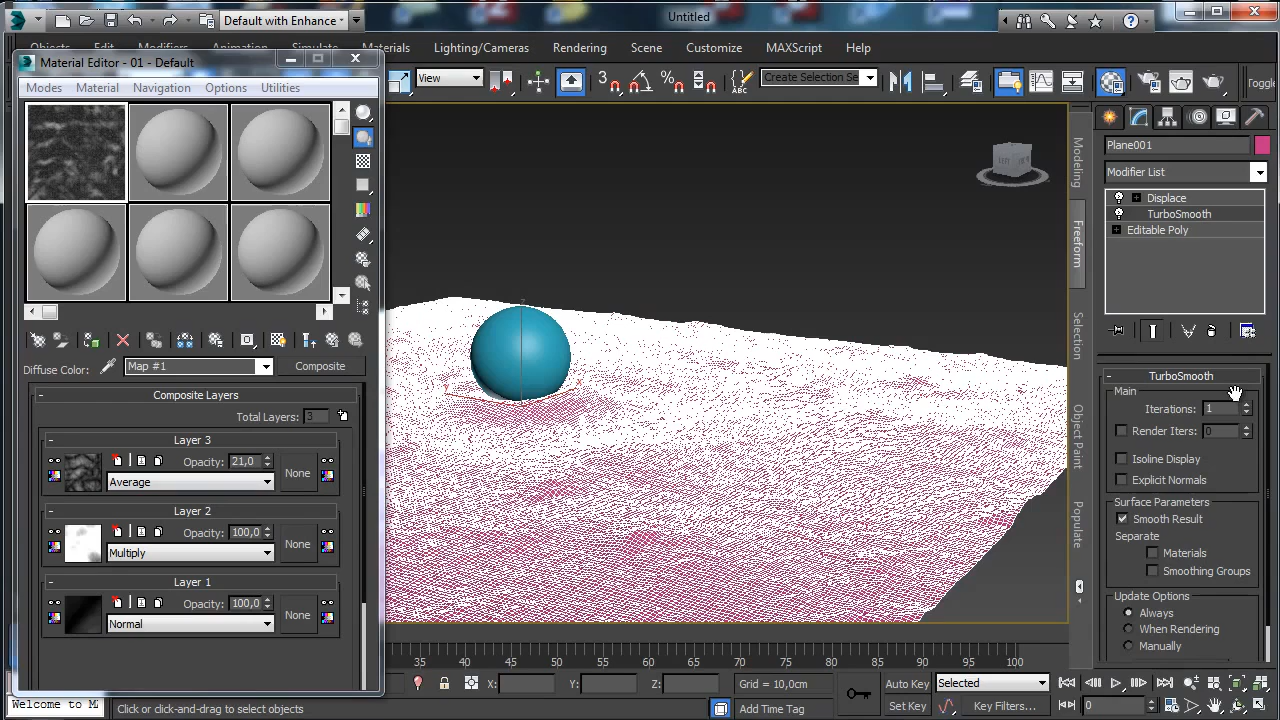 Default with Enhance
Untitled
Objects Edit Modifiers Animation Simulate Materials Lighting/Cameras Rendering Scene Customize MAXScript Help
Material Editor - 01 - Default
Modes Material Navigation Options Utilities
View
3
%
ABC
Create Selection Se
Toggle
Modeling
Freeform
Selection
Object Paint
Populate
Plane001
Modifier List
Displace
TurboSmooth
Editable Poly
Diffuse Color: Map #1 Composite
Composite Layers
Total Layers: 3
Layer 3
Opacity: 21,0 None
Average
Layer 2
Opacity: 100,0 None
Multiply
Layer 1
Opacity: 100,0 None
Normal
TurboSmooth
Main
Iterations: 1
Render Iters: 0
Isoline Display
Explicit Normals
Surface Parameters
Smooth Result
Separate
Materials
Smoothing Groups
Update Options
Always
When Rendering
Manually
35 40 45 50 55 60 65 70 75 80 85 90 95 100
X: Y: Z: Grid = 10,0cm Auto Key Selected
Welcome to M Click or click-and-drag to select objects Add Time Tag Set Key Key Filters... 0